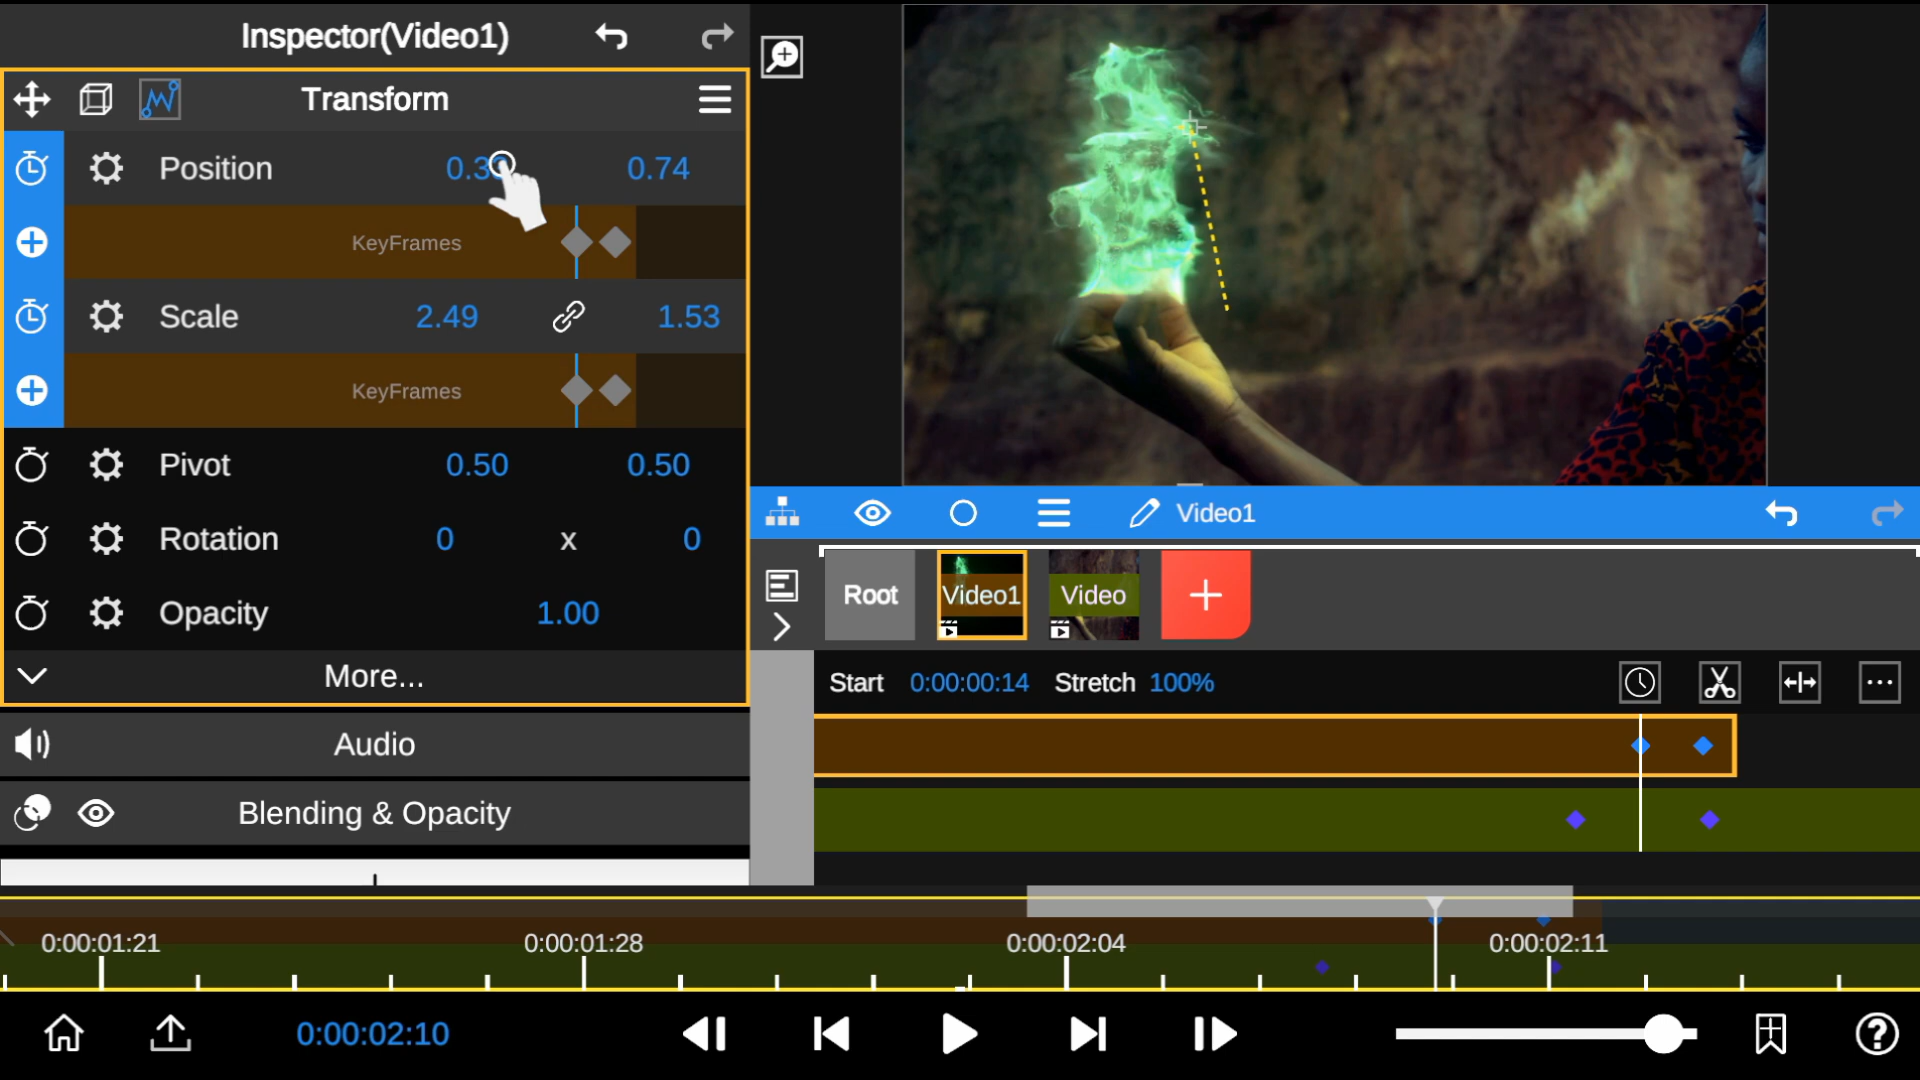 Inspector(Video1)
Transform
Position 0.74
KeyFrames
Scale 2.49 1.53
KeyFrames
Pivot 0.50 0.50
Rotation 0 x 0
Opacity 1.00
More...
Audio
Blending & Opacity
Video1
Root Video1 Video
Start 0:00:00:14 Stretch 100%
0:00:01:21 0:00:01:28 0:00:02:04 0:00:02:11
0:00:02:10